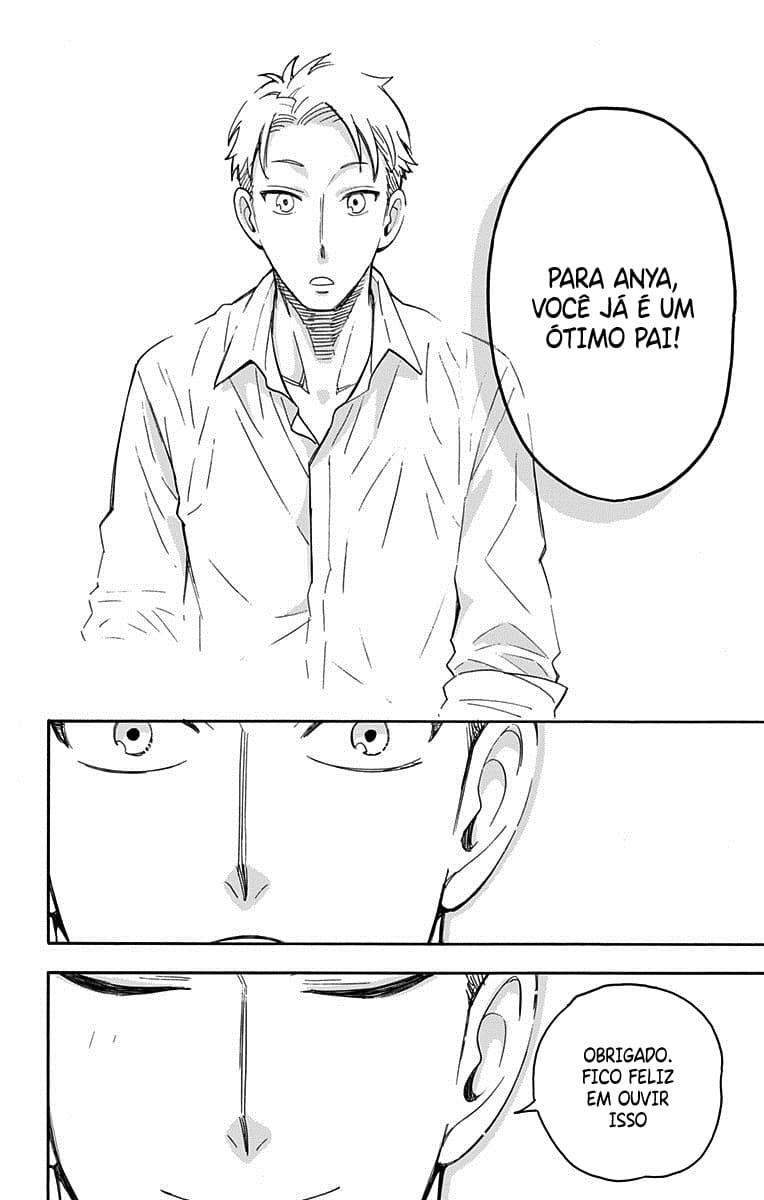 PARA ANYA,
VOCÊ JÁ É UM
ÓTIMO PAI!
OBRIGADO.
FICO FELIZ
EM OUVIR
ISSO